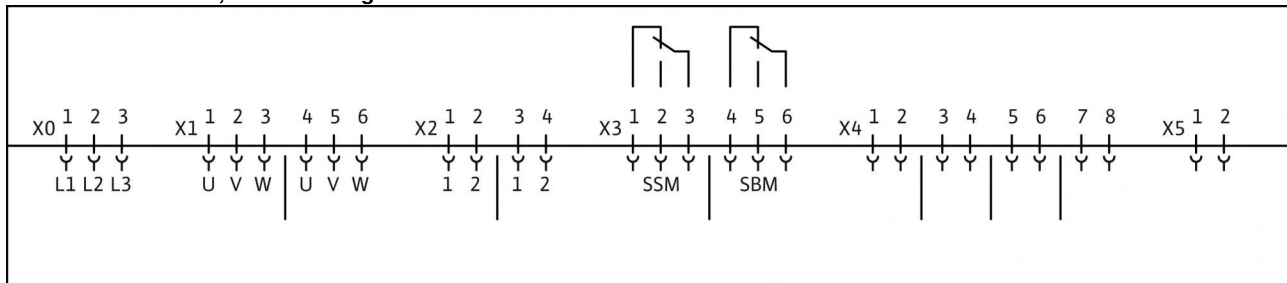 1 2 3 1 2 3 4 5 6 1 2 3 4 1 2 3 4 5 6 1 2 3 4 5 6 7 8 1 2
X0 X1 X2 X3 X4 X5
L1 L2 L3 U V W U V W 1 2 1 2 SSM SBM